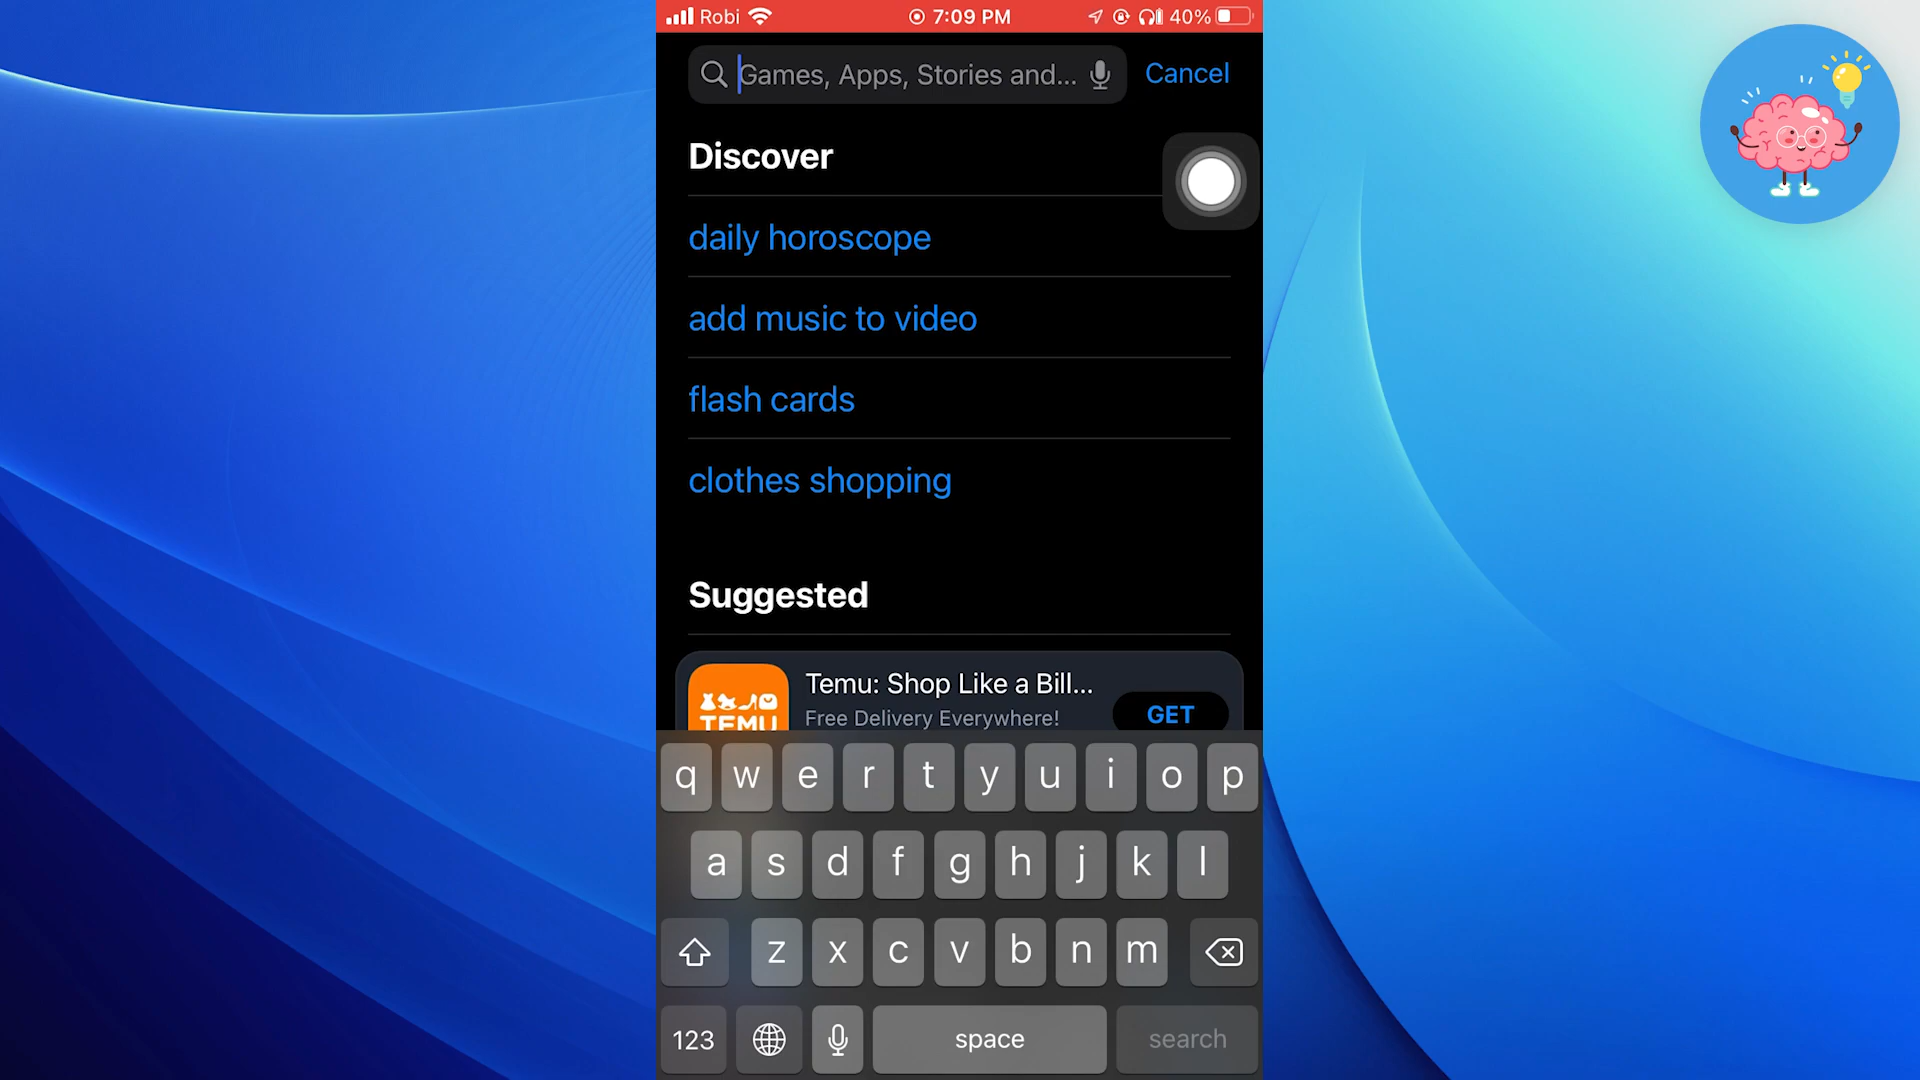 Robi 7:09 PM 40%
Games, Apps, Stories and... Cancel
Discover
daily horoscope
add music to video
flash cards
clothes shopping
Suggested
Temu: Shop Like a Bill...
Free Delivery Everywhere!
GET
TEMU
q w e r t y u i o p
a s d f g h j k l
z x c v b n m
123 space search